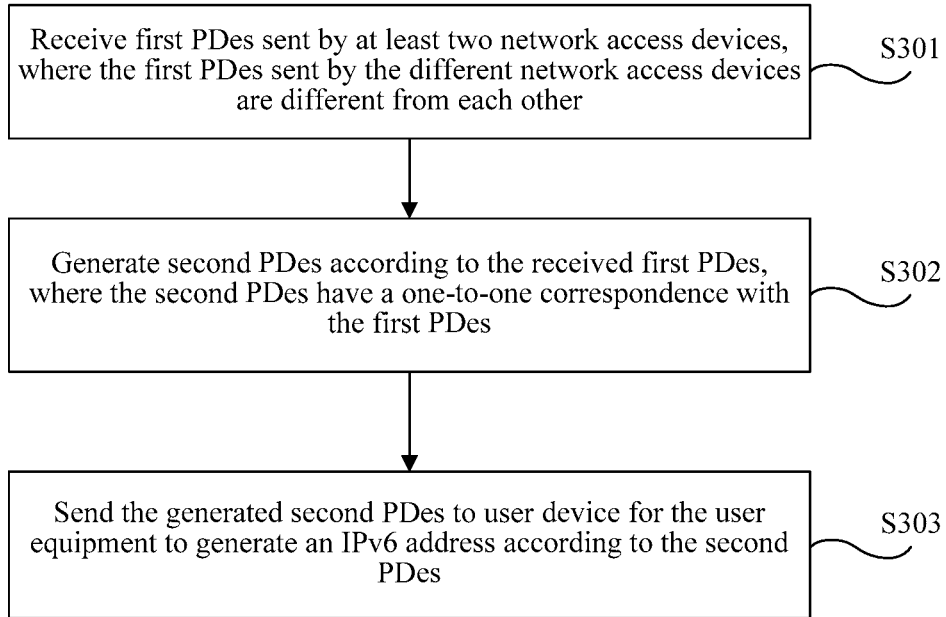 Receive first PDes sent by at least two network access devices,
where the first PDes sent by the different network access devices
are different from each other
S301
Generate second PDes according to the received first PDes,
where the second PDes have a one-to-one correspondence with
the first PDes
S302
Send the generated second PDes to user device for the user
equipment to generate an IPv6 address according to the second
PDes
S303